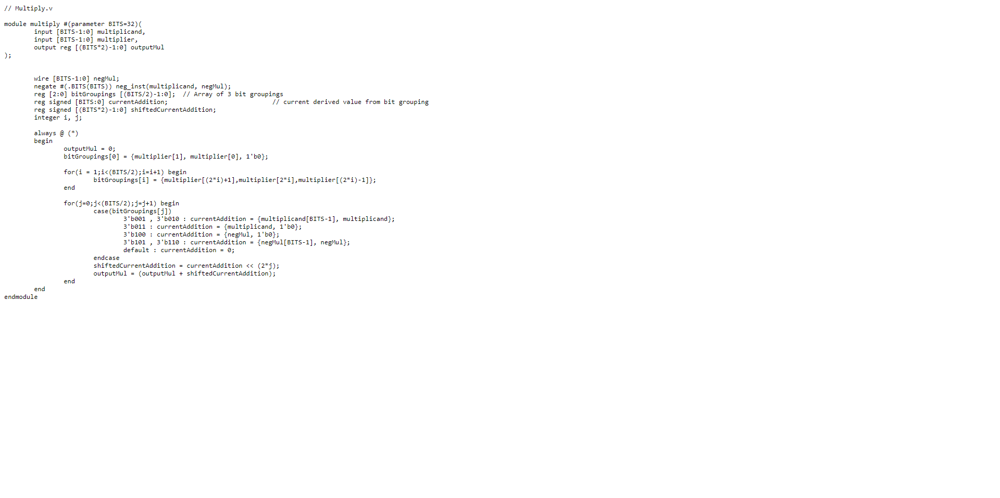 // Multiply.v
module multiply #(parameter BITS=32)(
input [BITS-1:0] multiplicand,
input [BITS-1:0] multiplier,
output reg [(BITS*2)-1:0] outputMul
);
wire [BITS-1:0] negMul;
negate #(.BITS(BITS)) neg_inst(multiplicand, negMul);
reg [2:0] bitGroupings [(BITS/2)-1:0];  // Array of 3 bit groupings
reg signed [BITS:0] currentAddition;                            // current derived value from bit grouping
reg signed [(BITS*2)-1:0] shiftedCurrentAddition;
integer i, j;
always @ (*)
begin
outputMul = 0;
bitGroupings[0] = {multiplier[1], multiplier[0], 1'b0};
for(i = 1;i<(BITS/2);i=i+1) begin
bitGroupings[i] = {multiplier[(2*i)+1],multiplier[2*i],multiplier[(2*i)-1]};
end
for(j=0;j<(BITS/2);j=j+1) begin
case(bitGroupings[j])
3'b001 , 3'b010 : currentAddition = {multiplicand[BITS-1], multiplicand};
3'b011 : currentAddition = {multiplicand, 1'b0};
3'b100 : currentAddition = {negMul, 1'b0};
3'b101 , 3'b110 : currentAddition = {negMul[BITS-1], negMul};
default : currentAddition = 0;
endcase
shiftedCurrentAddition = currentAddition << (2*j);
outputMul = (outputMul + shiftedCurrentAddition);
end
end
endmodule